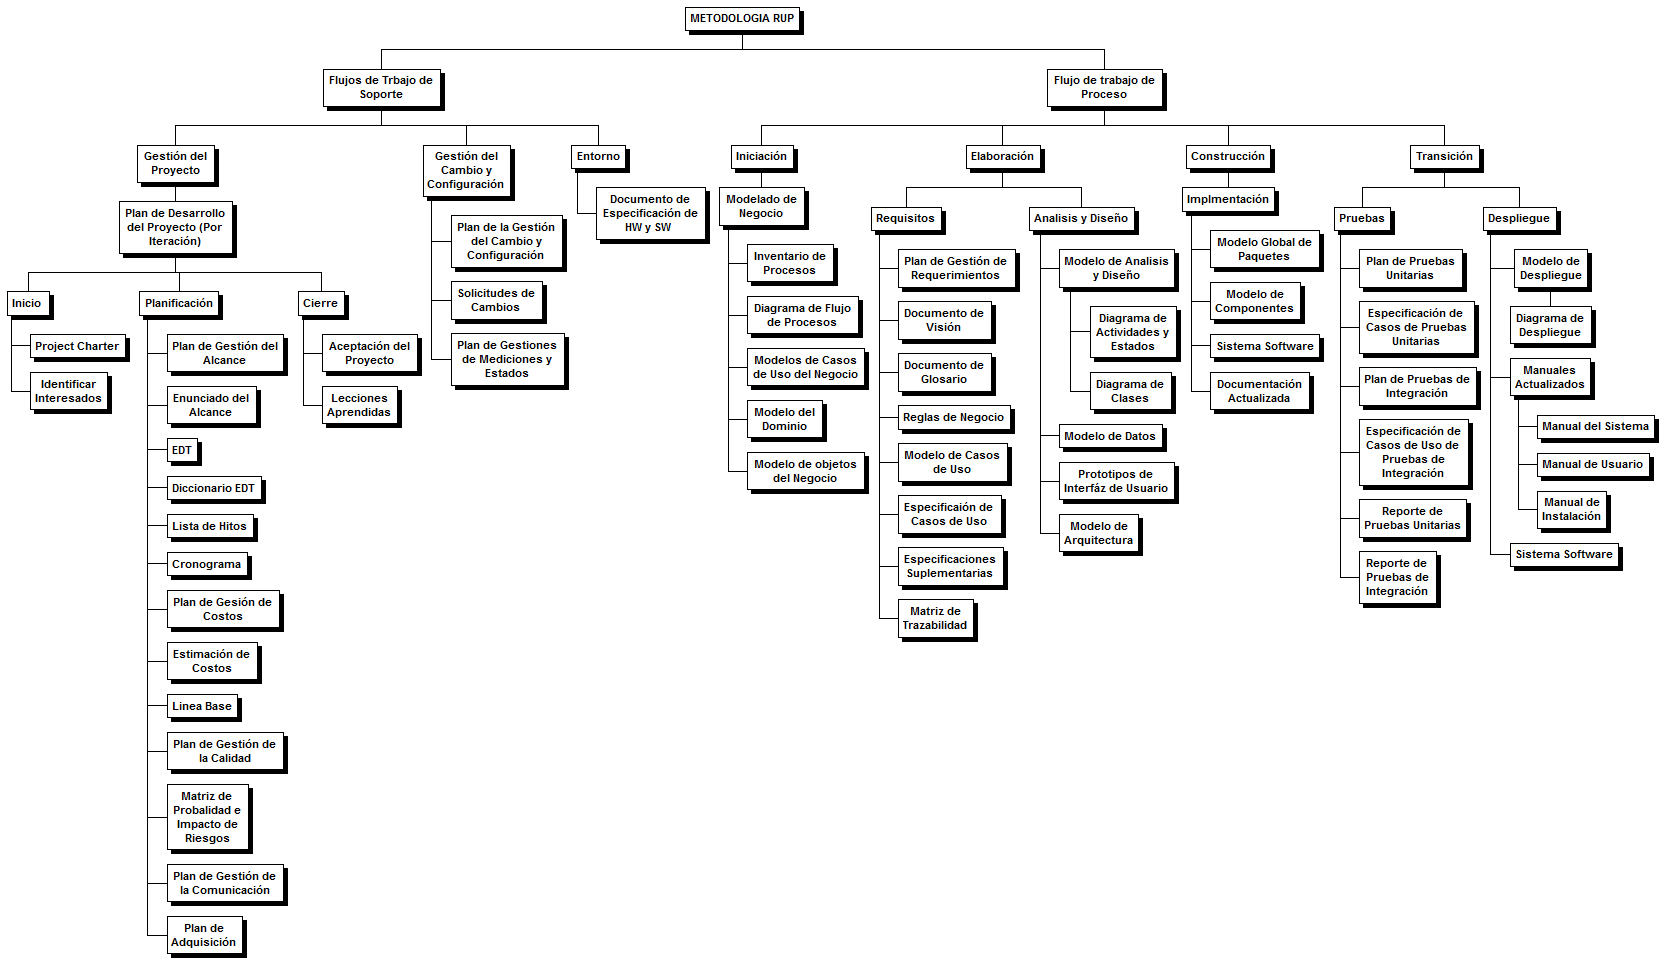 METODOLOGIA RUP
Flujos de Trbajo de
Soporte
Gestión del
Proyecto
Plan de Desarrollo
del Proyecto (Por
Iteración)
Inicio
Project Charter
Identificar
Interesados
Planificación
Plan de Gestión del
Alcance
Enunciado del
Alcance
EDT
Diccionario EDT
Lista de Hitos
Cronograma
Plan de Gesión de
Costos
Estimación de
Costos
Linea Base
Plan de Gestión de
la Calidad
Matriz de
Probalidad e
Impacto de
Riesgos
Plan de Gestión de
la Comunicación
Plan de
Adquisición
Cierre
Aceptación del
Proyecto
Lecciones
Aprendidas
Gestión del
Cambio y
Configuración
Plan de la Gestión
del Cambio y
Configuración
Solicitudes de
Cambios
Plan de Gestiones
de Mediciones y
Estados
Entorno
Documento de
Especificación de
HW y SW
Flujo de trabajo de
Proceso
Iniciación
Modelado de
Negocio
Inventario de
Procesos
Diagrama de Flujo
de Procesos
Modelos de Casos
de Uso del Negocio
Modelo del
Dominio
Modelo de objetos
del Negocio
Elaboración
Requisitos
Plan de Gestión de
Requerimientos
Documento de
Visión
Documento de
Glosario
Reglas de Negocio
Modelo de Casos
de Uso
Especificaión de
Casos de Uso
Especificaciones
Suplementarias
Matriz de
Trazabilidad
Analisis y Diseño
Modelo de Analisis
y Diseño
Diagrama de
Actividades y
Estados
Diagrama de
Clases
Modelo de Datos
Prototipos de
Interfáz de Usuario
Modelo de
Arquitectura
Construcción
Implmentación
Modelo Global de
Paquetes
Modelo de
Componentes
Sistema Software
Documentación
Actualizada
Transición
Pruebas
Plan de Pruebas
Unitarias
Especificación de
Casos de Pruebas
Unitarias
Plan de Pruebas de
Integración
Especificación de
Casos de Uso de
Pruebas de
Integración
Reporte de
Pruebas Unitarias
Reporte de
Pruebas de
Integración
Despliegue
Modelo de
Despliegue
Diagrama de
Despliegue
Manuales
Actualizados
Manual del Sistema
Manual de Usuario
Manual de
Instalación
Sistema Software